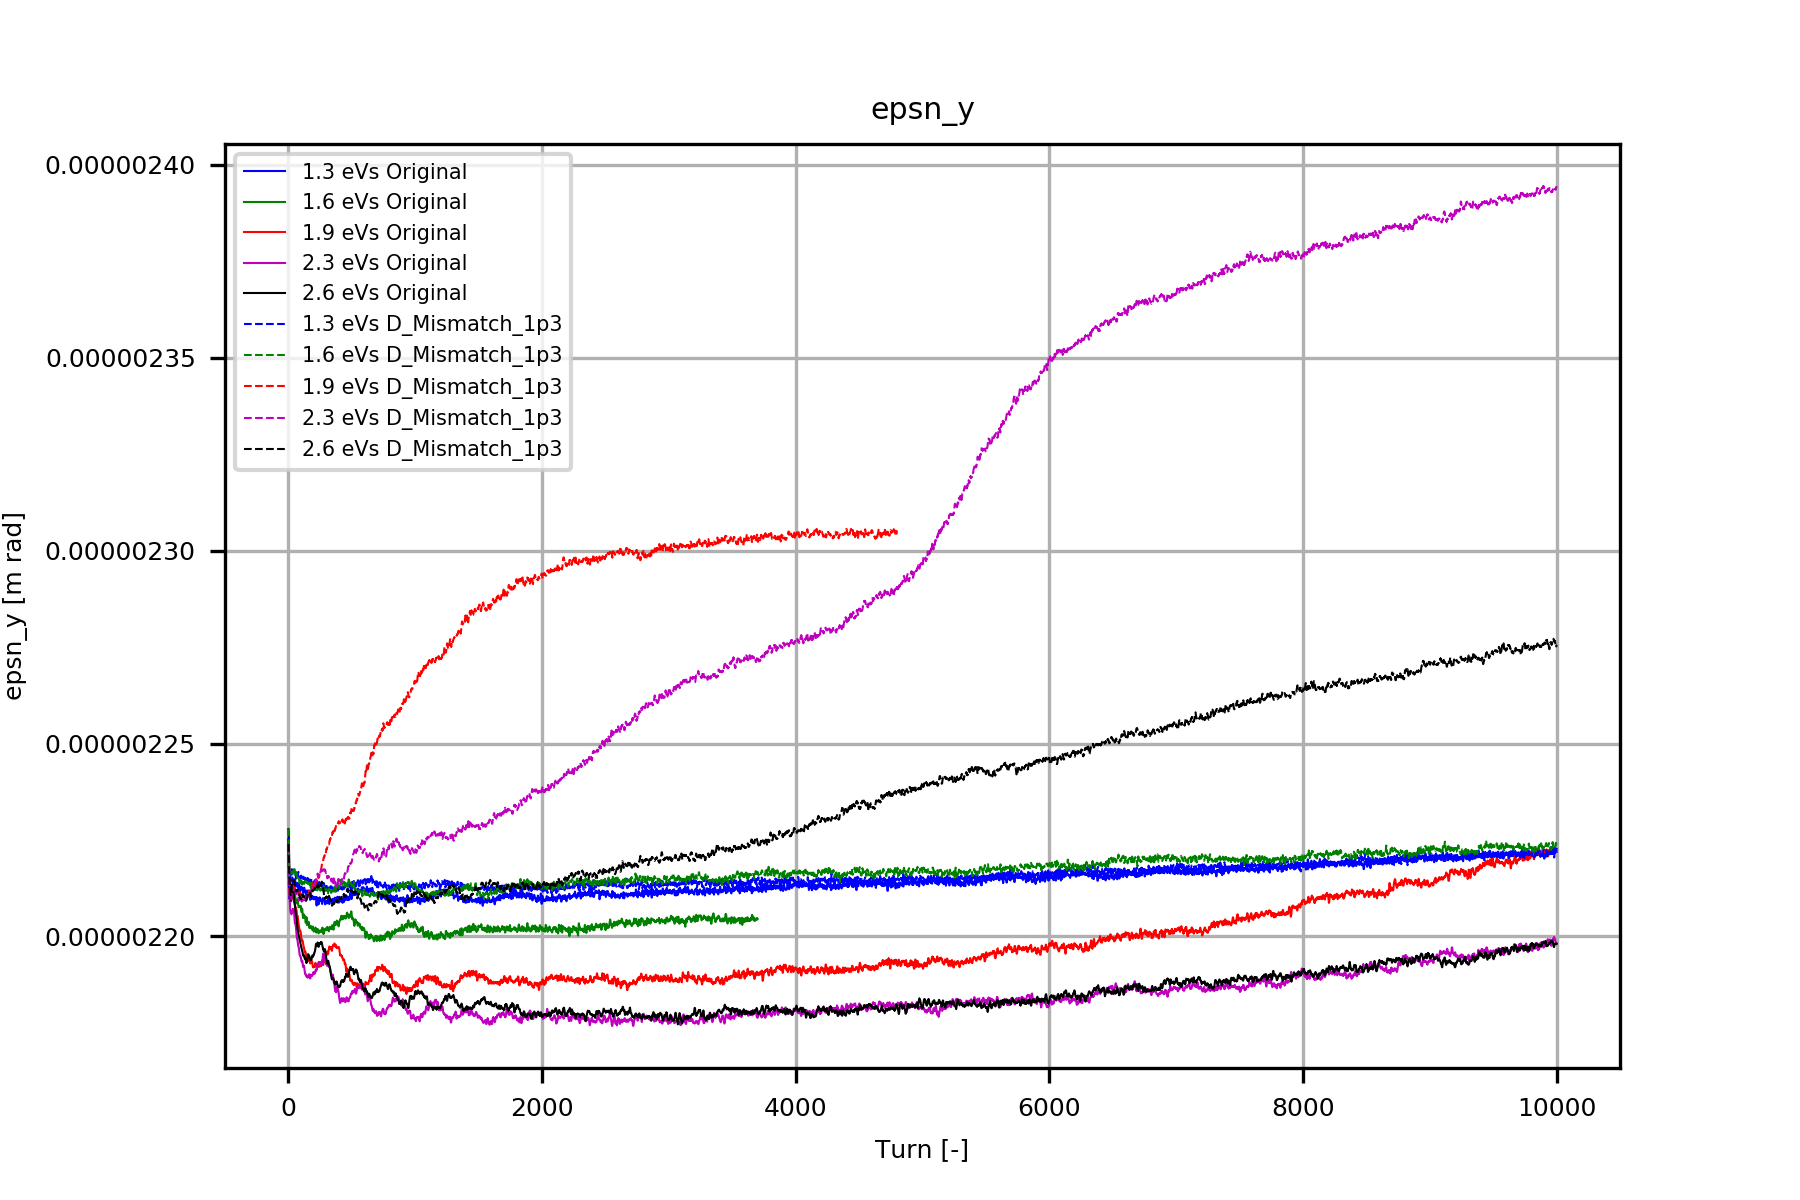 epsn_y
0.00000240
0.00000235
0.00000230
0.00000225
0.00000220
epsn_y [m rad]
1.3 eVs Original
1.6 eVs Original
1.9 eVs Original
2.3 eVs Original
2.6 eVs Original
1.3 eVs D_Mismatch_1p3
1.6 eVs D_Mismatch_1p3
1.9 eVs D_Mismatch_1p3
2.3 eVs D_Mismatch_1p3
2.6 eVs D_Mismatch_1p3
0 2000 4000 6000 8000 10000
Turn [-]